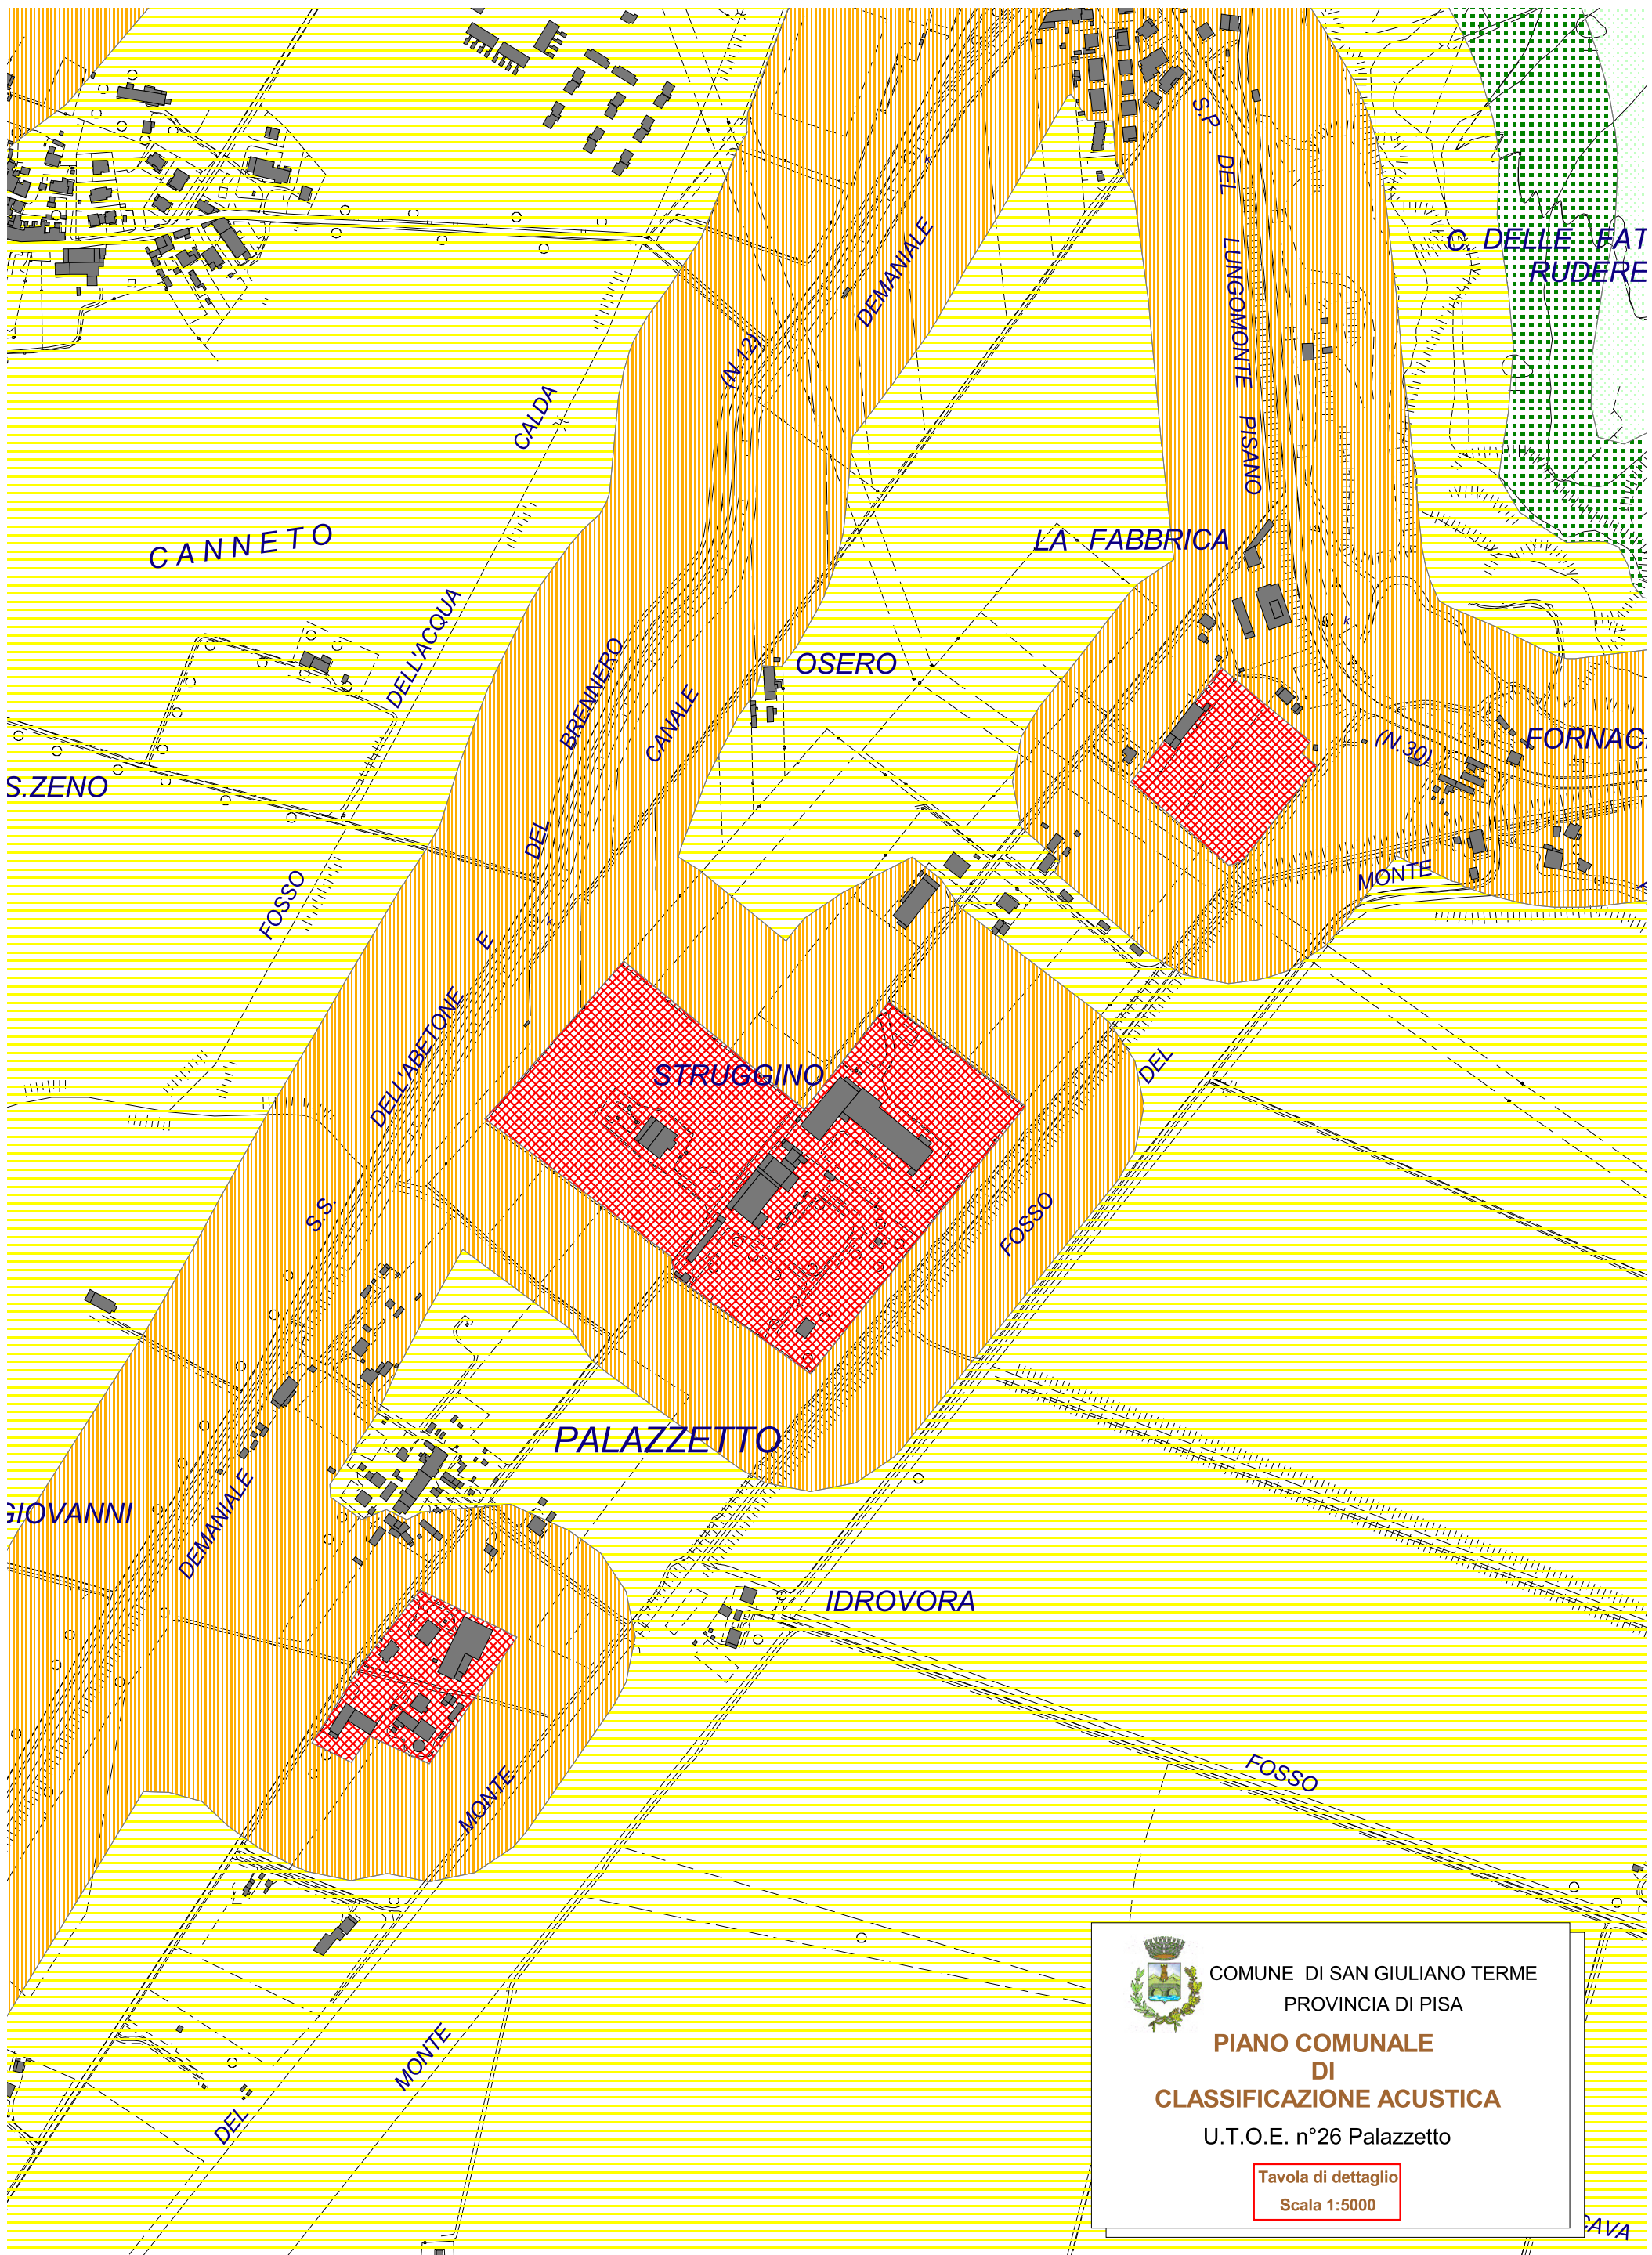 S.P. DEL LUNGOMONTE PISANO
C. DELLE FAT
RUDERE
DEMANIALE
(N.12)
CALDA
CANNETO
LA FABBRICA
DELL'ACQUA
OSERO
BRENNERO
CANALE
(N.30)
FORNAC
S.ZENO
DEL
FOSSO
MONTE
E
DELL'ABETONE
STRUGGINO
DEL
S.S.
FOSSO
PALAZZETTO
GIOVANNI
DEMANIALE
IDROVORA
FOSSO
MONTE
MONTE
DEL
COMUNE DI SAN GIULIANO TERME
PROVINCIA DI PISA
PIANO COMUNALE
DI
CLASSIFICAZIONE ACUSTICA
U.T.O.E. n°26 Palazzetto
Tavola di dettaglio
Scala 1:5000
CAVA